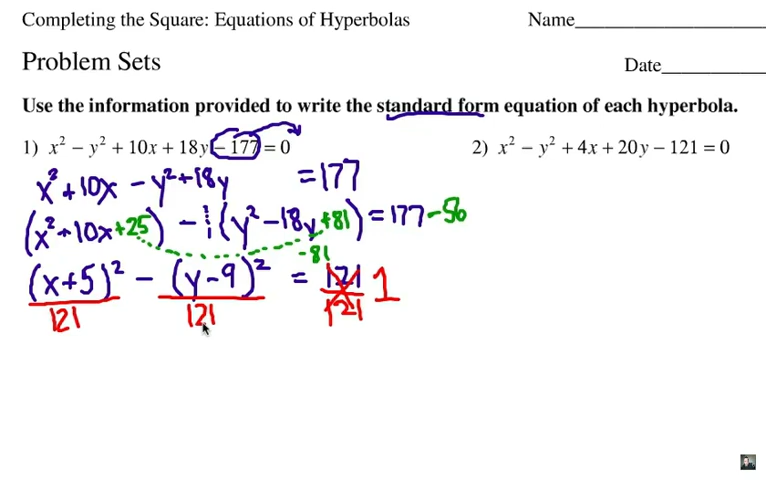 Completing the Square: Equations of Hyperbolas Name
Problem Sets Date
Use the information provided to write the standard form equation of each hyperbola.
1) x² − y² + 10x + 18y − 177 = 0 2) x² − y² + 4x + 20y − 121 = 0
x² + 10x − y² + 18y = 177
(x² + 10x + 25) − 1(y² − 18y + 81) = 177 − 56
− 81
(x + 5)² − (y − 9)² = 121 1
121 121 121